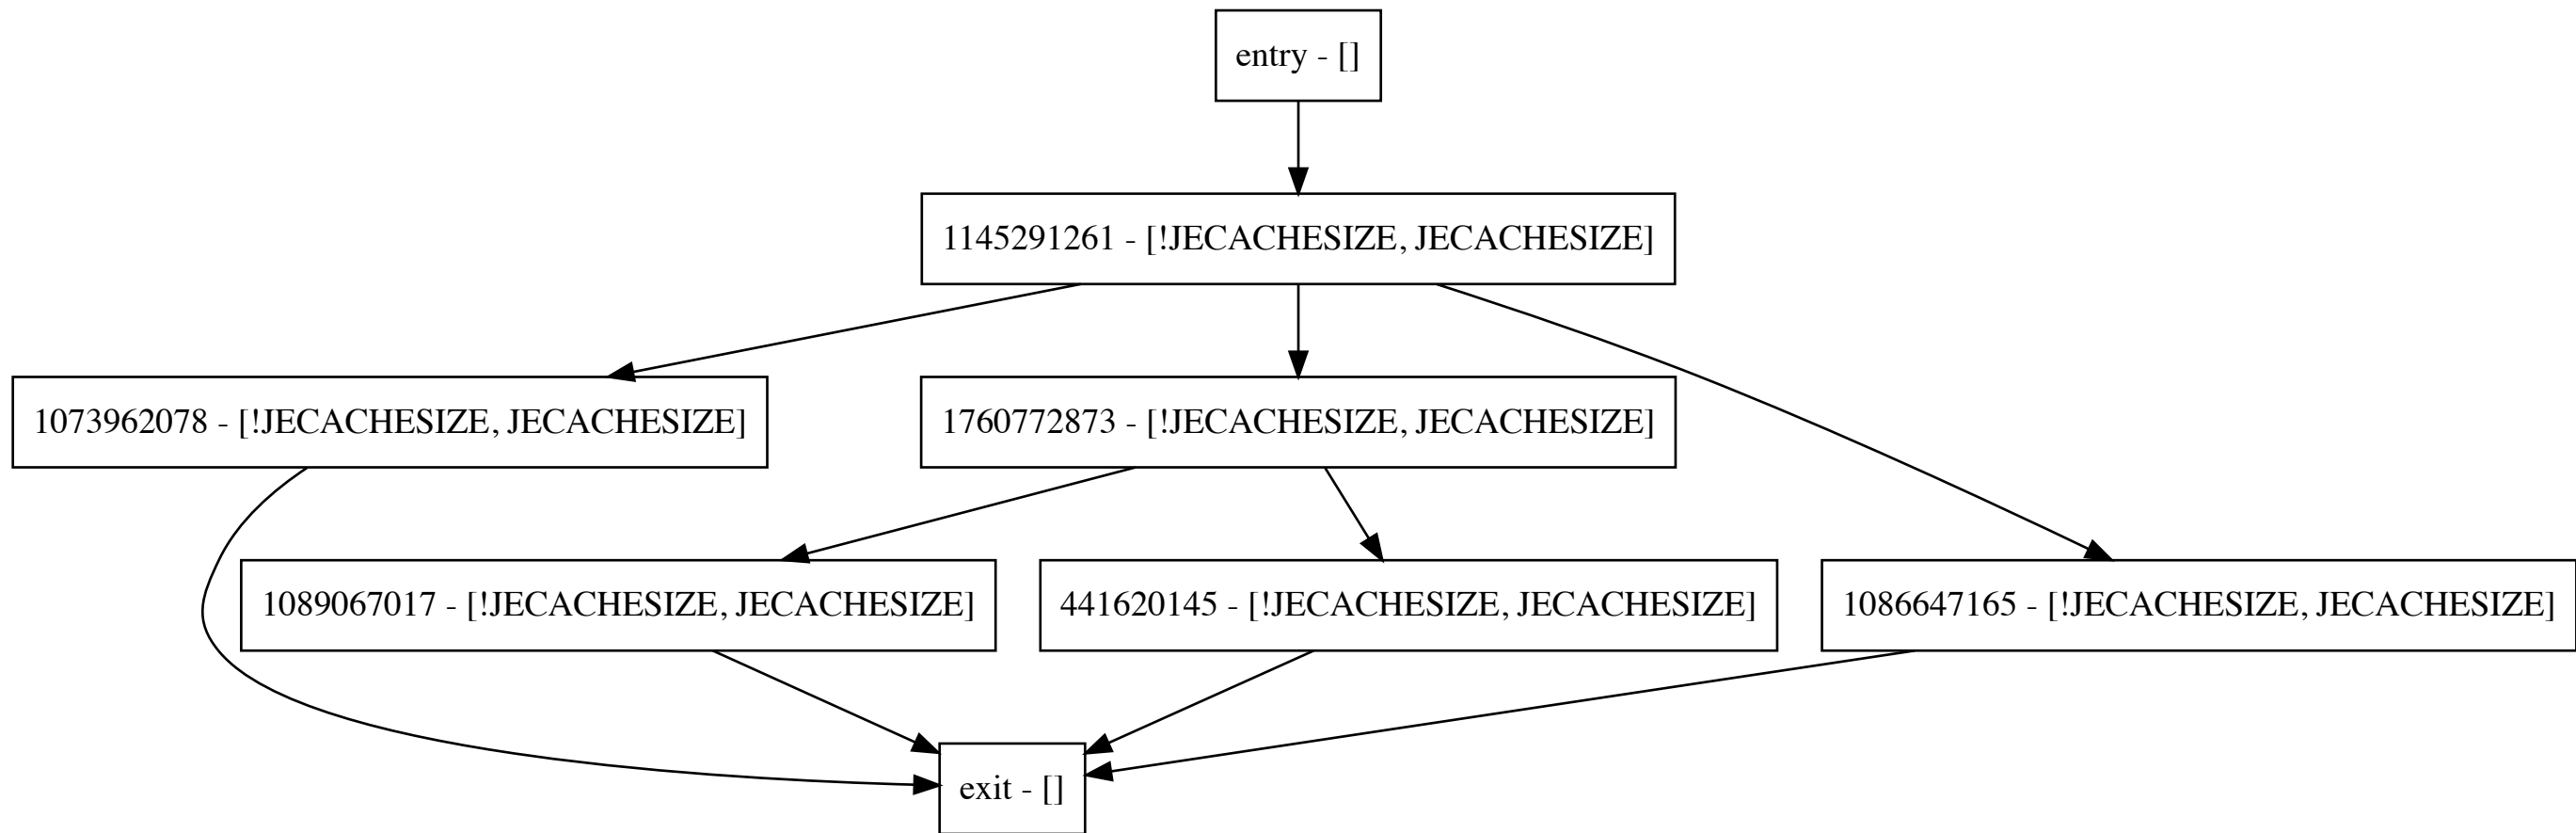 entry - []
1145291261 - [!JECACHESIZE, JECACHESIZE]
1073962078 - [!JECACHESIZE, JECACHESIZE]
1760772873 - [!JECACHESIZE, JECACHESIZE]
1089067017 - [!JECACHESIZE, JECACHESIZE]
441620145 - [!JECACHESIZE, JECACHESIZE]
1086647165 - [!JECACHESIZE, JECACHESIZE]
exit - []